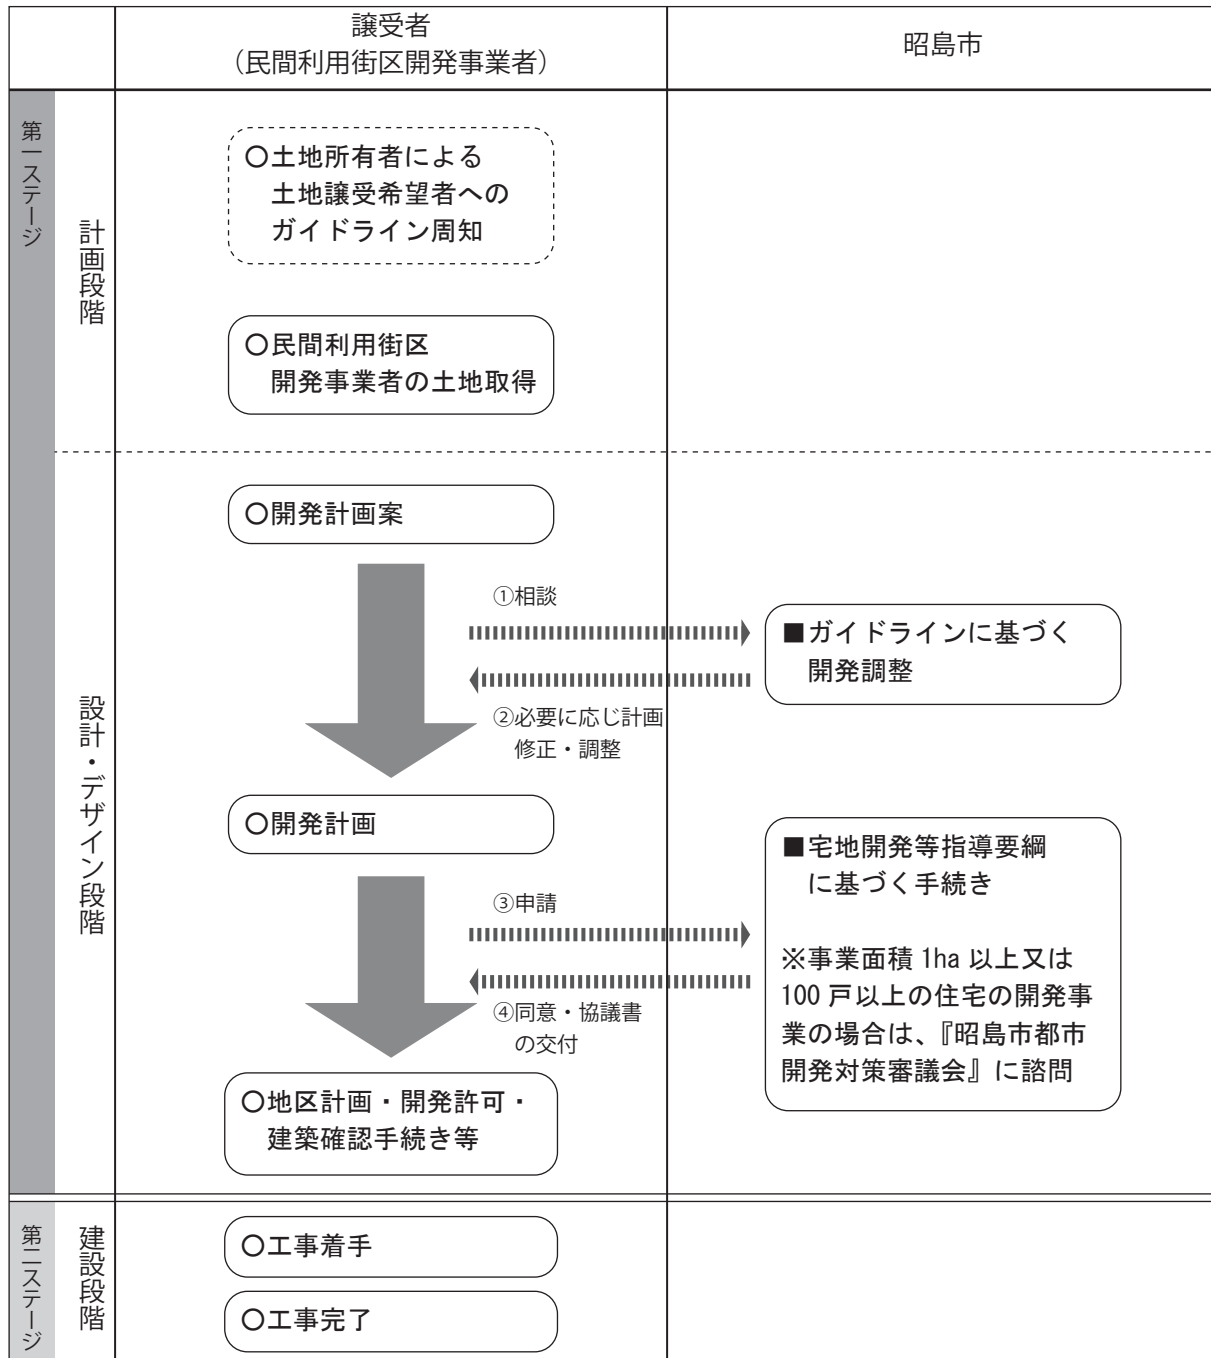 譲受者
（民間利用街区開発事業者）
昭島市
第一ステージ
計画段階
○土地所有者による
土地譲受希望者への
ガイドライン周知
○民間利用街区
開発事業者の土地取得
設計・デザイン段階
○開発計画案
①相談
■ガイドラインに基づく
開発調整
②必要に応じ計画
修正・調整
○開発計画
③申請
■宅地開発等指導要綱
に基づく手続き
※事業面積 1ha 以上又は
100 戸以上の住宅の開発事
業の場合は、『昭島市都市
開発対策審議会』に諮問
④同意・協議書
の交付
○地区計画・開発許可・
建築確認手続き等
第二ステージ
建設段階
○工事着手
○工事完了